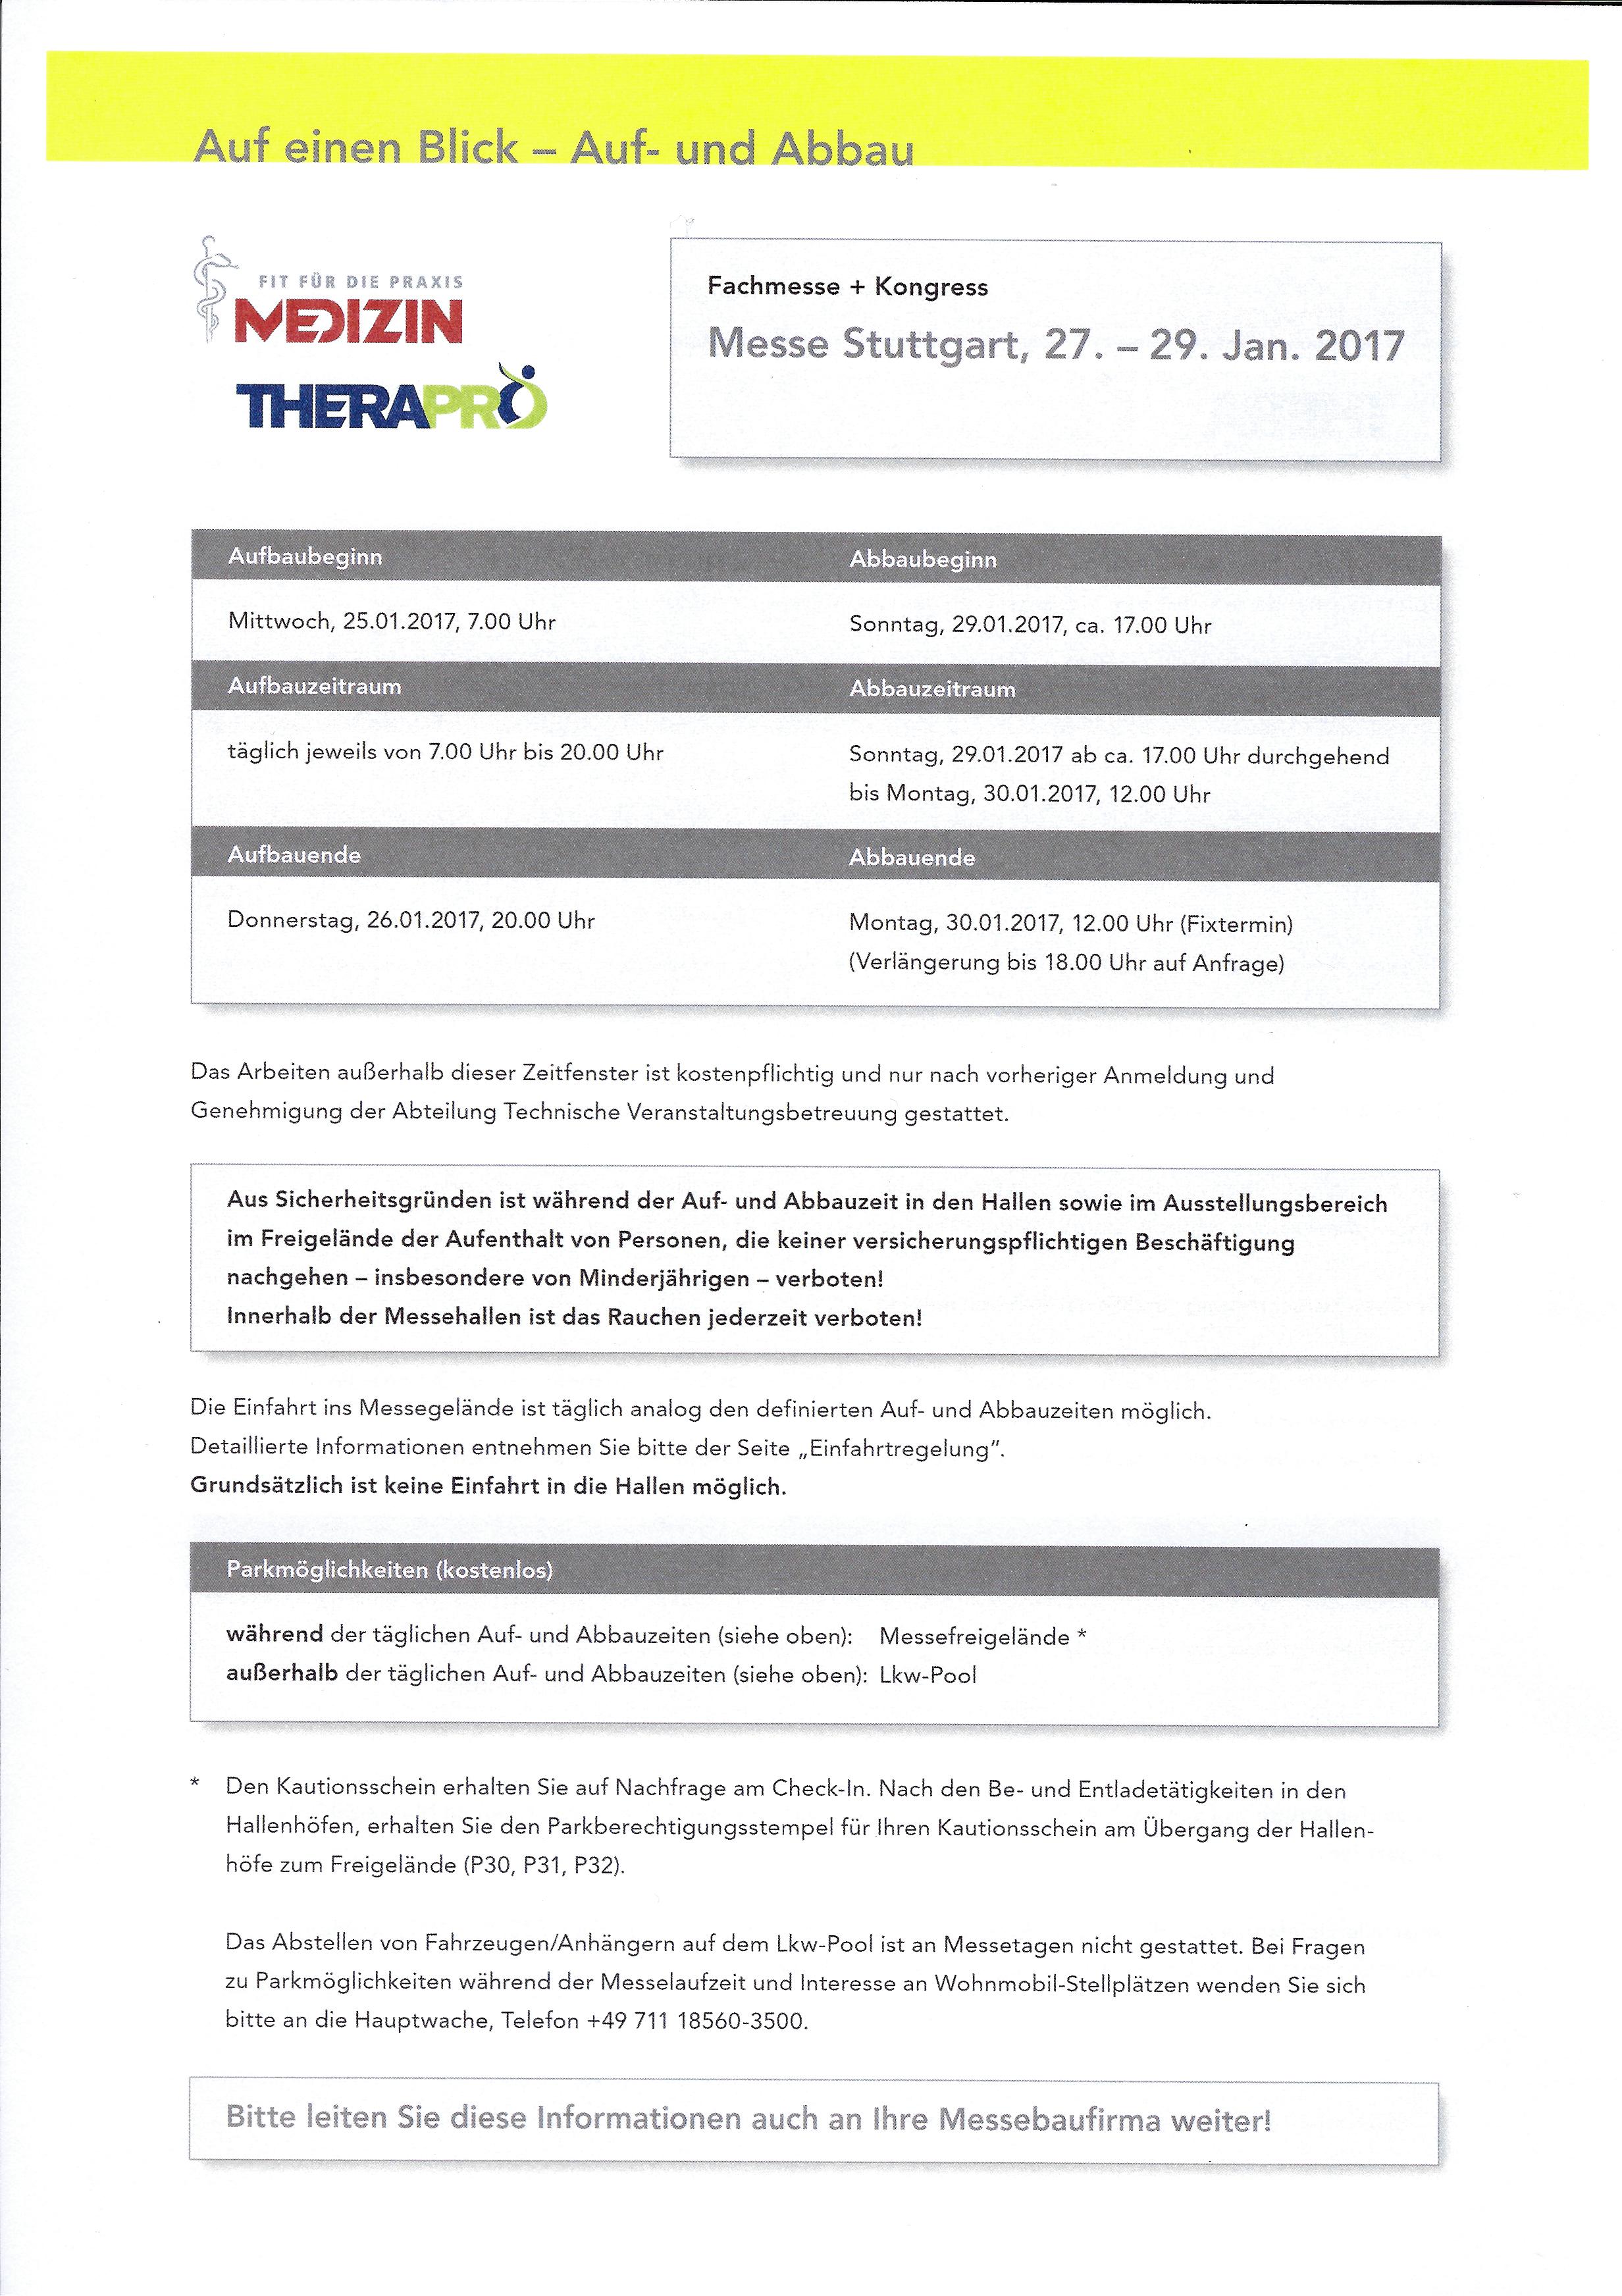 Auf einen Blick – Auf- und Abbau
FIT FÜR DIE PRAXIS
MEDIZIN
THERAPRO
Fachmesse + Kongress
Messe Stuttgart, 27. – 29. Jan. 2017
Aufbaubeginn
Abbaubeginn
Mittwoch, 25.01.2017, 7.00 Uhr
Sonntag, 29.01.2017, ca. 17.00 Uhr
Aufbauzeitraum
Abbauzeitraum
täglich jeweils von 7.00 Uhr bis 20.00 Uhr
Sonntag, 29.01.2017 ab ca. 17.00 Uhr durchgehend
bis Montag, 30.01.2017, 12.00 Uhr
Aufbauende
Abbauende
Donnerstag, 26.01.2017, 20.00 Uhr
Montag, 30.01.2017, 12.00 Uhr (Fixtermin)
(Verlängerung bis 18.00 Uhr auf Anfrage)
Das Arbeiten außerhalb dieser Zeitfenster ist kostenpflichtig und nur nach vorheriger Anmeldung und
Genehmigung der Abteilung Technische Veranstaltungsbetreuung gestattet.
Aus Sicherheitsgründen ist während der Auf- und Abbauzeit in den Hallen sowie im Ausstellungsbereich
im Freigelände der Aufenthalt von Personen, die keiner versicherungspflichtigen Beschäftigung
nachgehen – insbesondere von Minderjährigen – verboten!
Innerhalb der Messehallen ist das Rauchen jederzeit verboten!
Die Einfahrt ins Messegelände ist täglich analog den definierten Auf- und Abbauzeiten möglich.
Detaillierte Informationen entnehmen Sie bitte der Seite „Einfahrtregelung".
Grundsätzlich ist keine Einfahrt in die Hallen möglich.
Parkmöglichkeiten (kostenlos)
während der täglichen Auf- und Abbauzeiten (siehe oben): Messefreigelände *
außerhalb der täglichen Auf- und Abbauzeiten (siehe oben): Lkw-Pool
* Den Kautionsschein erhalten Sie auf Nachfrage am Check-In. Nach den Be- und Entladetätigkeiten in den
Hallenhöfen, erhalten Sie den Parkberechtigungsstempel für Ihren Kautionsschein am Übergang der Hallen-
höfe zum Freigelände (P30, P31, P32).
Das Abstellen von Fahrzeugen/Anhängern auf dem Lkw-Pool ist an Messetagen nicht gestattet. Bei Fragen
zu Parkmöglichkeiten während der Messelaufzeit und Interesse an Wohnmobil-Stellplätzen wenden Sie sich
bitte an die Hauptwache, Telefon +49 711 18560-3500.
Bitte leiten Sie diese Informationen auch an Ihre Messebaufirma weiter!